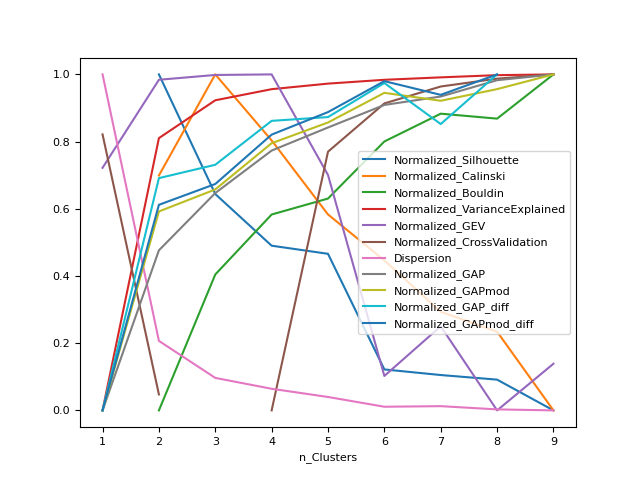 1.0
0.8
0.6
0.4
0.2
0.0
Normalized_Silhouette
Normalized_Calinski
Normalized_Bouldin
Normalized_VarianceExplained
Normalized_GEV
Normalized_CrossValidation
Dispersion
Normalized_GAP
Normalized_GAPmod
Normalized_GAP_diff
Normalized_GAPmod_diff
1 2 3 4 5 6 7 8 9
n_Clusters